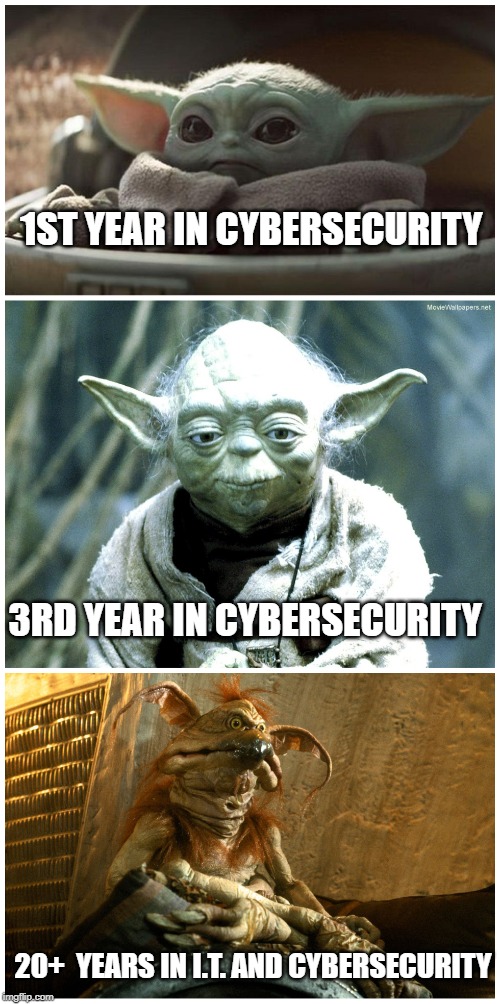 MovieWallpapers.net
1ST YEAR IN CYBERSECURITY
3RD YEAR IN CYBERSECURITY
20+ YEARS IN I.T. AND CYBERSECURITY
imgflip.com